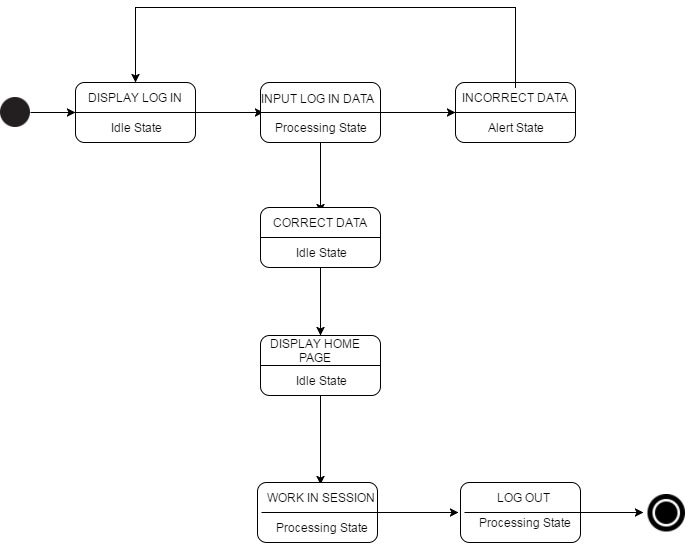 DISPLAY LOG IN
Idle State
INPUT LOG IN DATA
Processing State
INCORRECT DATA
Alert State
CORRECT DATA
Idle State
DISPLAY HOME
PAGE
Idle State
WORK IN SESSION
Processing State
LOG OUT
Processing State